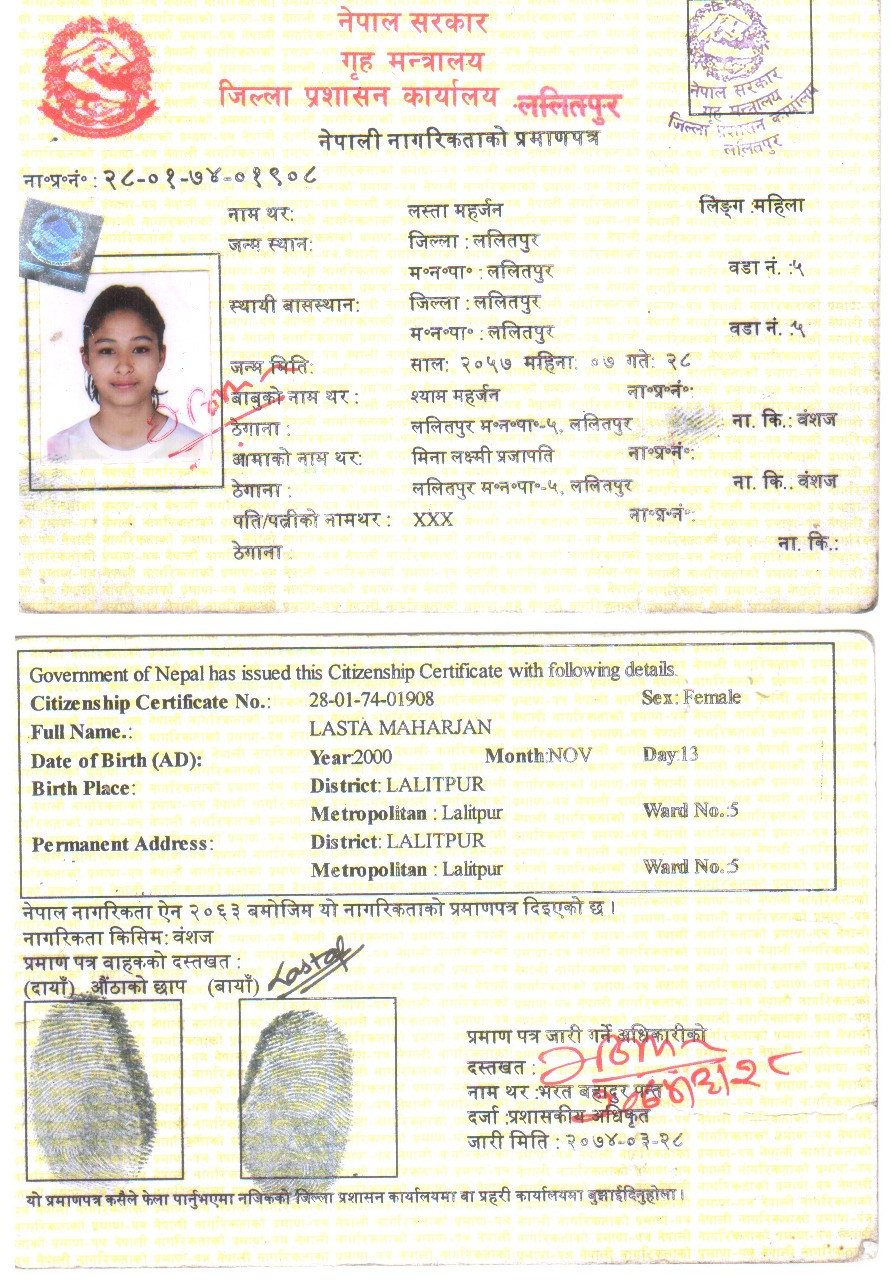 नेपाल सरकार
गृह मन्त्रालय
जिल्ला प्रशासन कार्यालय ललितपुर
नेपाल सरकार
गृह मन्त्रालय
जिल्ला प्रशासन कार्यालय
ललितपुर
नेपाली नागरिकताको प्रमाणपत्र
ना॰प्र॰नं॰ : २८-०१-७४-०१९०८
नाम थर: लस्ता महर्जन लिङ्ग :महिला
जन्म स्थान: जिल्ला : ललितपुर
म॰न॰पा॰ : ललितपुर वडा नं. :५
स्थायी बासस्थान: जिल्ला : ललितपुर
म॰न॰पा॰ : ललितपुर वडा नं. :५
जन्म मिति: साल: २०५७ महिना: ०७ गते: २८
बाबुको नाम थर : श्याम महर्जन ना॰प्र॰नं॰:
ठेगाना : ललितपुर म॰न॰पा॰-५, ललितपुर ना. कि.: वंशज
आमाको नाम थर: मिना लक्ष्मी प्रजापति ना॰प्र॰नं॰:
ठेगाना : ललितपुर म॰न॰पा॰-५, ललितपुर ना. कि.. वंशज
पति/पत्नीको नामथर : XXX ना॰प्र॰नं॰:
ठेगाना : ना. कि.:
Government of Nepal has issued this Citizenship Certificate with following details.
Citizenship Certificate No.: 28-01-74-01908 Sex: Female
Full Name.: LASTA MAHARJAN
Date of Birth (AD): Year:2000 Month:NOV Day:13
Birth Place: District: LALITPUR
Metropolitan : Lalitpur Ward No.:5
Permanent Address: District: LALITPUR
Metropolitan : Lalitpur Ward No.:5
नेपाल नागरिकता ऐन २०६३ बमोजिम यो नागरिकताको प्रमाणपत्र दिइएको छ ।
नागरिकता किसिम: वंशज
प्रमाण पत्र वाहकको दस्तखत : Lasta
(दायाँ) औंठाको छाप (बायाँ)
प्रमाण पत्र जारी गर्ने अधिकारीको
दस्तखत :
नाम थर :भरत बहादुर पन्त
दर्जा :प्रशासकीय अधिकृत
जारी मिति : २०७४-०३-२८
यो प्रमाणपत्र कसैले फेला पार्नुभएमा नजिकको जिल्ला प्रशासन कार्यालयमा वा प्रहरी कार्यालयमा बुझाईदिनुहोला।